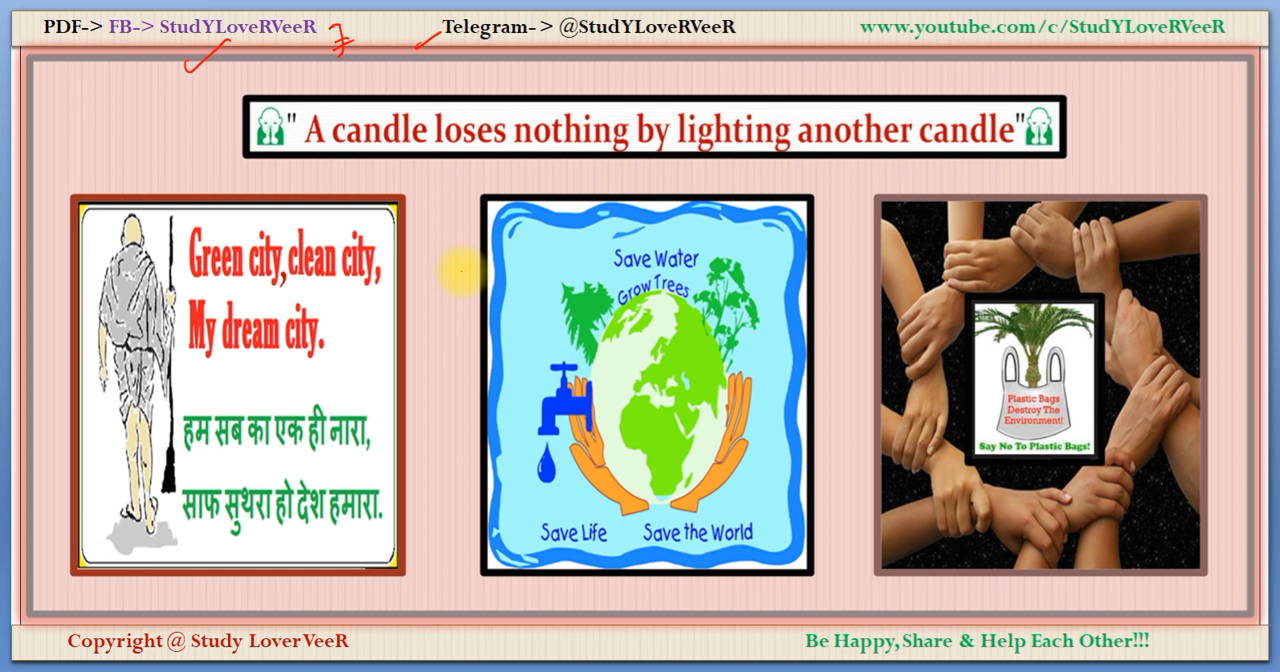 PDF-> FB-> StudYLoveRVeeR
Telegram- > @StudYLoveRVeeR
www.youtube.com/c/StudYLoveRVeeR
" A candle loses nothing by lighting another candle"
Green city,clean city,
My dream city.
हम सब का एक ही नारा,
साफ सुथरा हो देश हमारा.
Save Water
Grow Trees
Save Life Save the World
Plastic Bags
Destroy The
Environment!
Say No To Plastic Bags!
Copyright @ Study LoverVeeR
Be Happy,Share & Help Each Other!!!